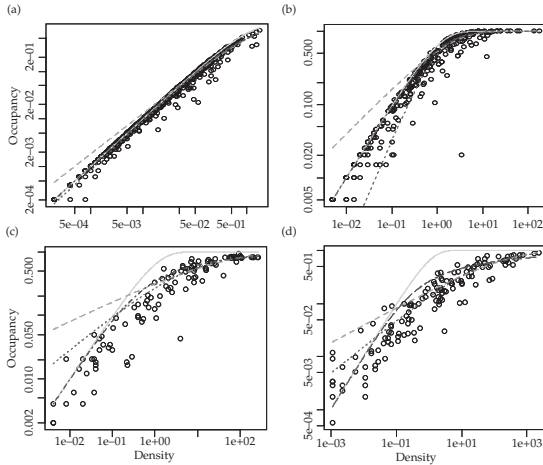 (a)
(b)
Occupancy
2e−01
2e−02
2e−03
2e−04
5e−04
5e−03
5e−02
5e−01
0.500
0.100
0.020
0.005
1e−02
1e−01
1e+00
1e+01
1e+02
(c)
(d)
Occupancy
0.500
0.050
0.010
0.002
1e−02
1e−01
1e+00
1e+02
Density
5e−01
5e−02
5e−03
5e−04
1e−03
1e−01
1e+01
1e+03
Density